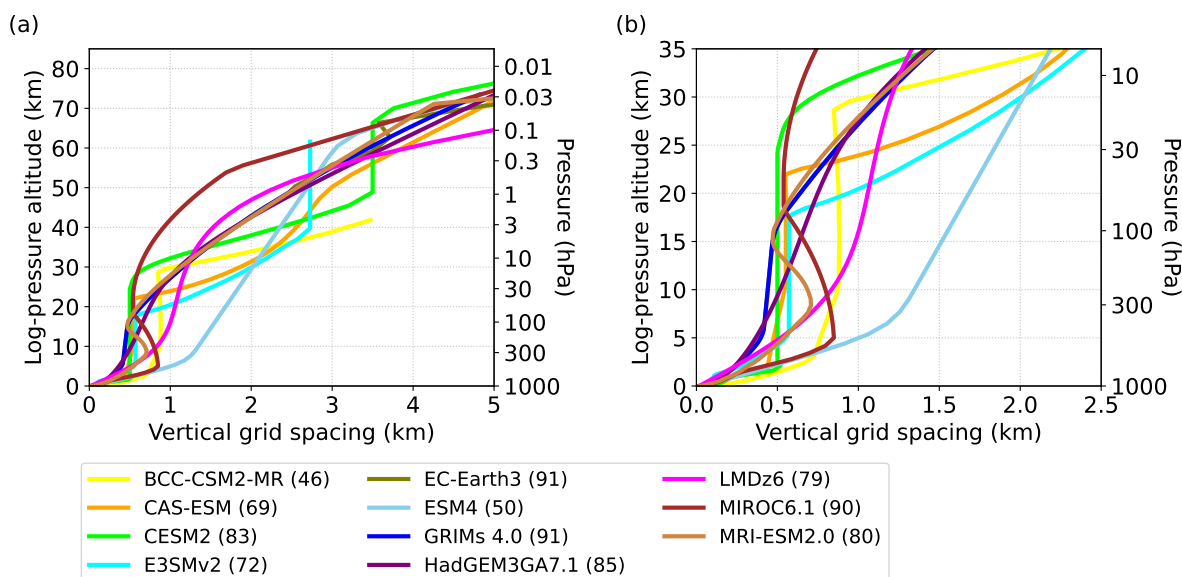 (a)
(b)
Log-pressure altitude (km)
80
70
60
50
40
30
20
10
0
0.01
0.03
0.1
0.3
1
3
10
30
100
300
1000
Pressure (hPa)
0 1 2 3 4 5
Vertical grid spacing (km)
Log-pressure altitude (km)
35
30
25
20
15
10
5
0
10
30
100
300
1000
Pressure (hPa)
0.0 0.5 1.0 1.5 2.0 2.5
Vertical grid spacing (km)
BCC-CSM2-MR (46)
CAS-ESM (69)
CESM2 (83)
E3SMv2 (72)
EC-Earth3 (91)
ESM4 (50)
GRIMs 4.0 (91)
HadGEM3GA7.1 (85)
LMDz6 (79)
MIROC6.1 (90)
MRI-ESM2.0 (80)